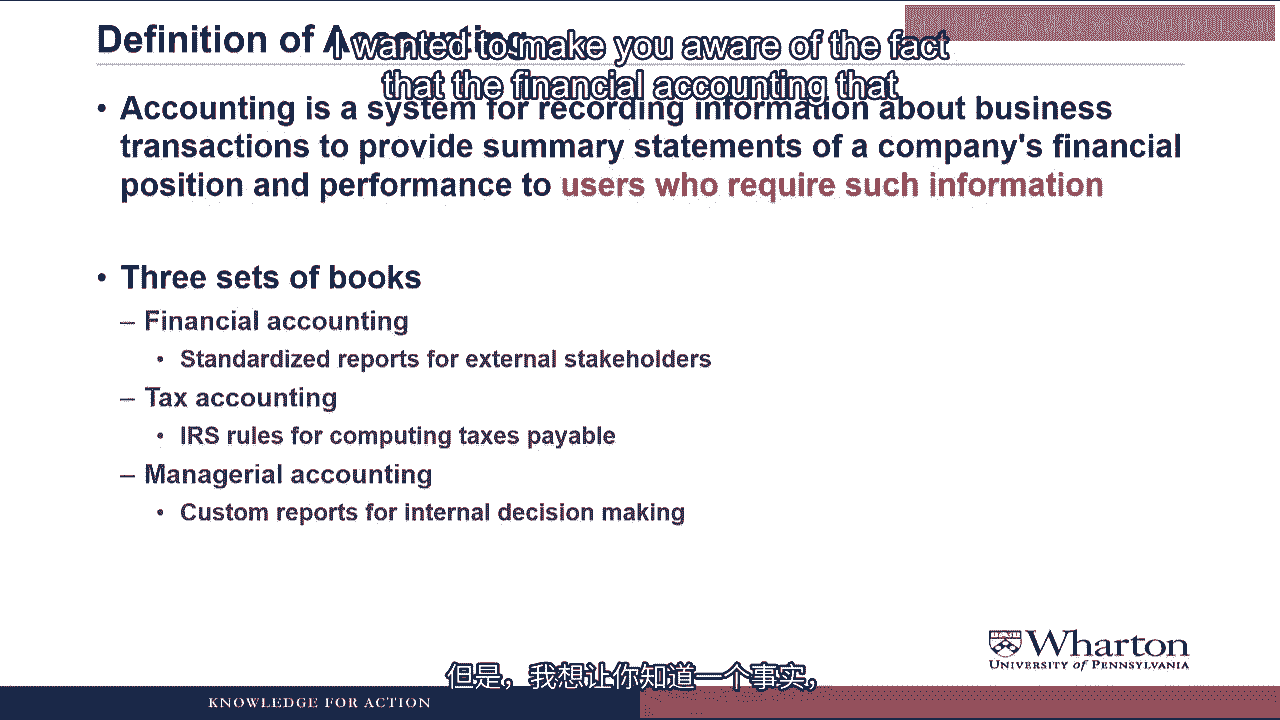 Definition of Accounting
I wanted to make you aware of the fact
that the financial accounting that
• Accounting is a system for recording information about business
transactions to provide summary statements of a company's financial
position and performance to users who require such information
• Three sets of books
– Financial accounting
• Standardized reports for external stakeholders
– Tax accounting
• IRS rules for computing taxes payable
– Managerial accounting
• Custom reports for internal decision making
Wharton
UNIVERSITY of PENNSYLVANIA
但是，我想让你知道一个事实，
KNOWLEDGE FOR ACTION